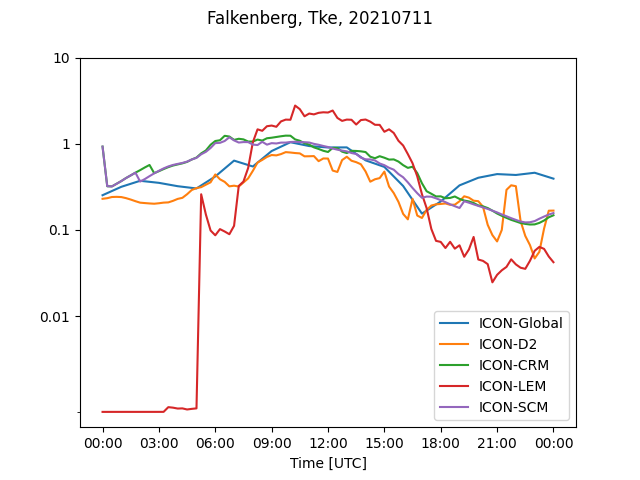 Falkenberg, Tke, 20210711
10
1
0.1
0.01
ICON-Global
ICON-D2
ICON-CRM
ICON-LEM
ICON-SCM
00:00 03:00 06:00 09:00 12:00 15:00 18:00 21:00 00:00
Time [UTC]